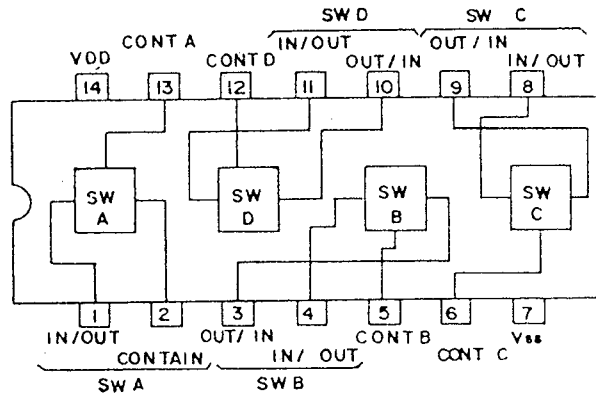 SW D SW C
CONT A IN/OUT OUT/IN
VDD CONT D OUT/IN IN/OUT
14 13 12 11 10 9 8
SW A
SW D
SW B
SW C
1 2 3 4 5 6 7
IN/OUT OUT/IN CONT B Vss
CONTAIN IN/ OUT CONT C
SW A SW B